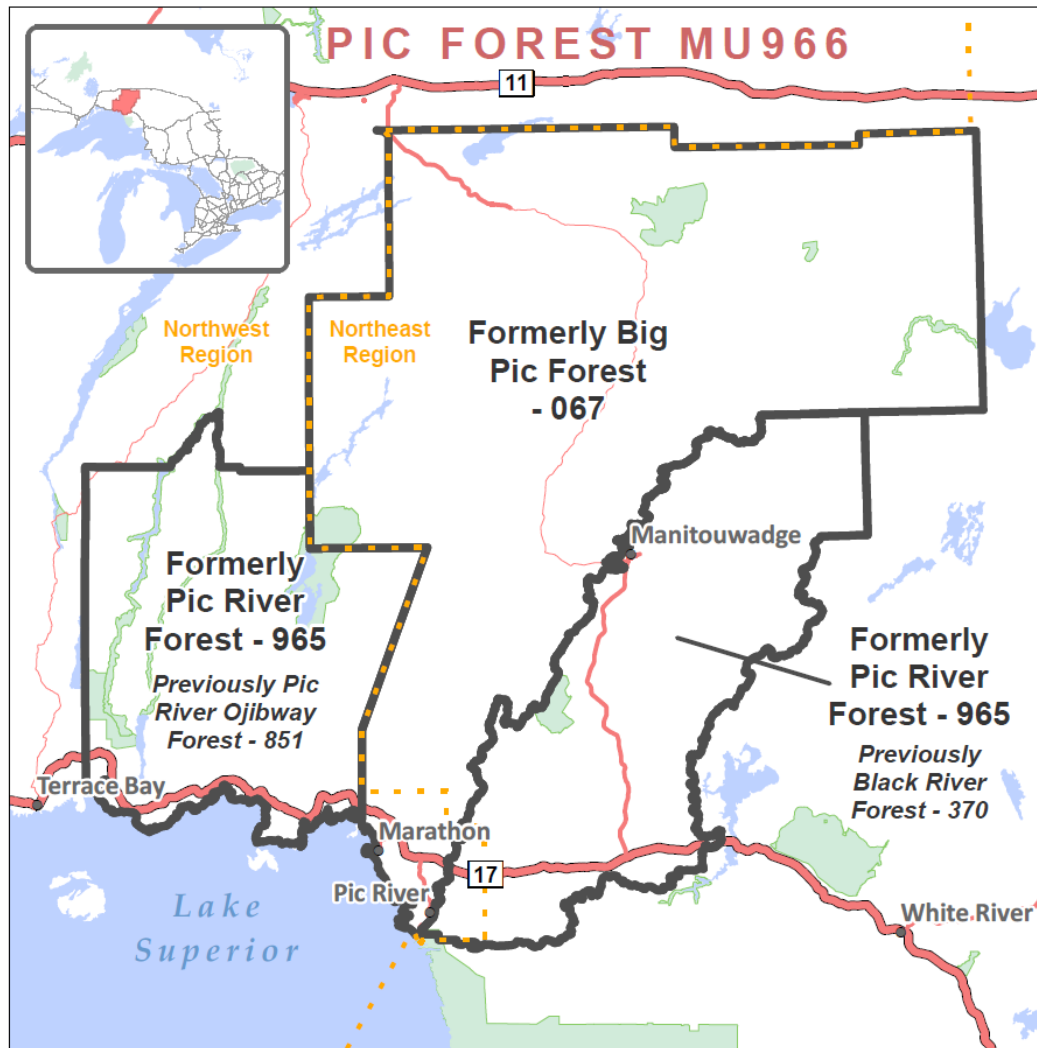 PIC FOREST MU966
11
Northwest
Region
Northeast
Region
Formerly Big
Pic Forest
- 067
Manitouwadge
Formerly
Pic River
Forest - 965
Previously Pic
River Ojibway
Forest - 851
Formerly
Pic River
Forest - 965
Previously
Black River
Forest - 370
Terrace Bay
Marathon
17
Pic River
White River
Lake
Superior